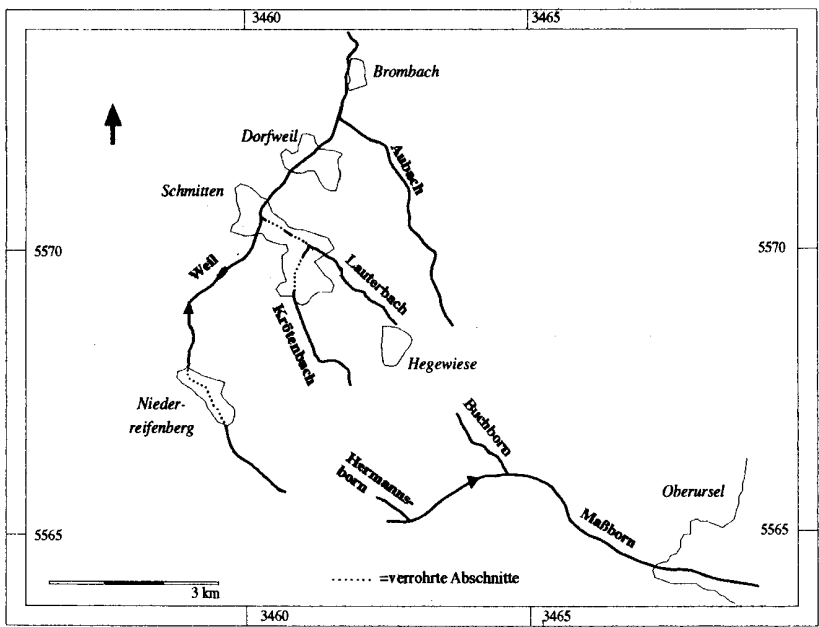 3460
3465
Brombach
Dorfweil
Aubach
Schmitten
5570
5570
Weil
Lauterbach
Krötenbach
Hegewiese
Nieder-
reifenberg
Buchborn
Hermanns-
born
Oberursel
Maßborn
5565
5565
=verrohrte Abschnitte
3 km
3460
3465